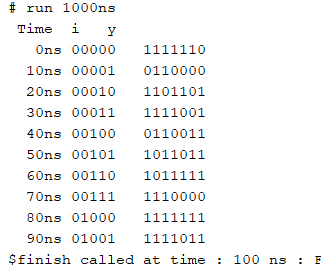 # run 1000ns
Time i y
0ns 00000 1111110
10ns 00001 0110000
20ns 00010 1101101
30ns 00011 1111001
40ns 00100 0110011
50ns 00101 1011011
60ns 00110 1011111
70ns 00111 1110000
80ns 01000 1111111
90ns 01001 1111011
$finish called at time : 100 ns : F